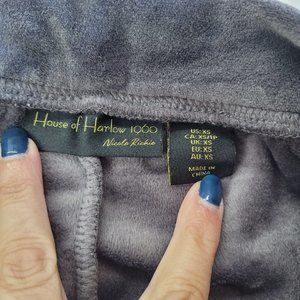 House of Harlow 1960
Nicole Richie
US: XS
CA: XS/TP
UK: XS
EU: XS
AU: XS
MADE IN
CHINA